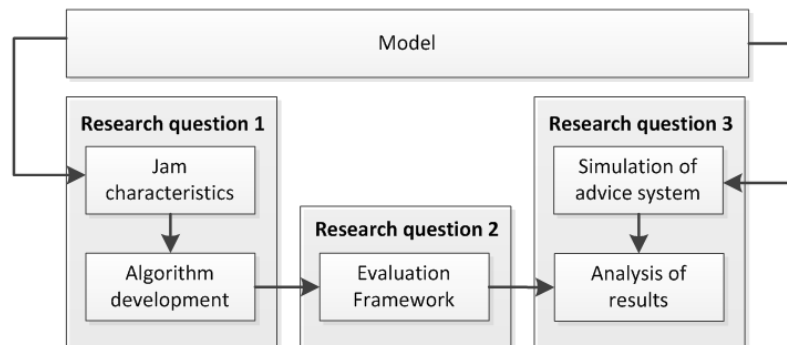 Model
Research question 1
Jam
characteristics
Algorithm
development
Research question 2
Evaluation
Framework
Research question 3
Simulation of
advice system
Analysis of
results